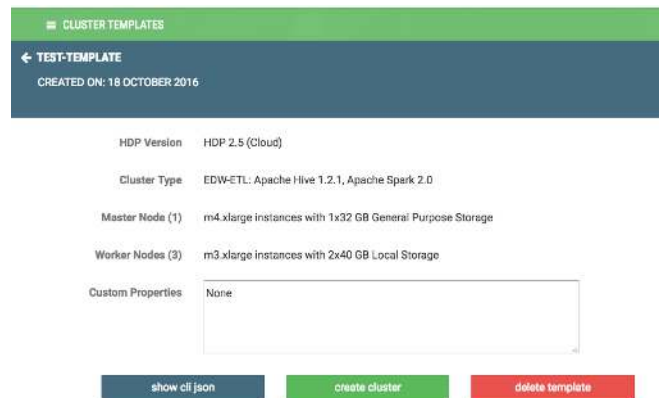 CLUSTER TEMPLATES
TEST-TEMPLATE
CREATED ON: 18 OCTOBER 2016
HDP Version HDP 2.5 (Cloud)
Cluster Type EDW-ETL: Apache Hive 1.2.1, Apache Spark 2.0
Master Node (1) m4.xlarge instances with 1x32 GB General Purpose Storage
Worker Nodes (3) m3.xlarge instances with 2x40 GB Local Storage
Custom Properties None
show cli json create cluster delete template